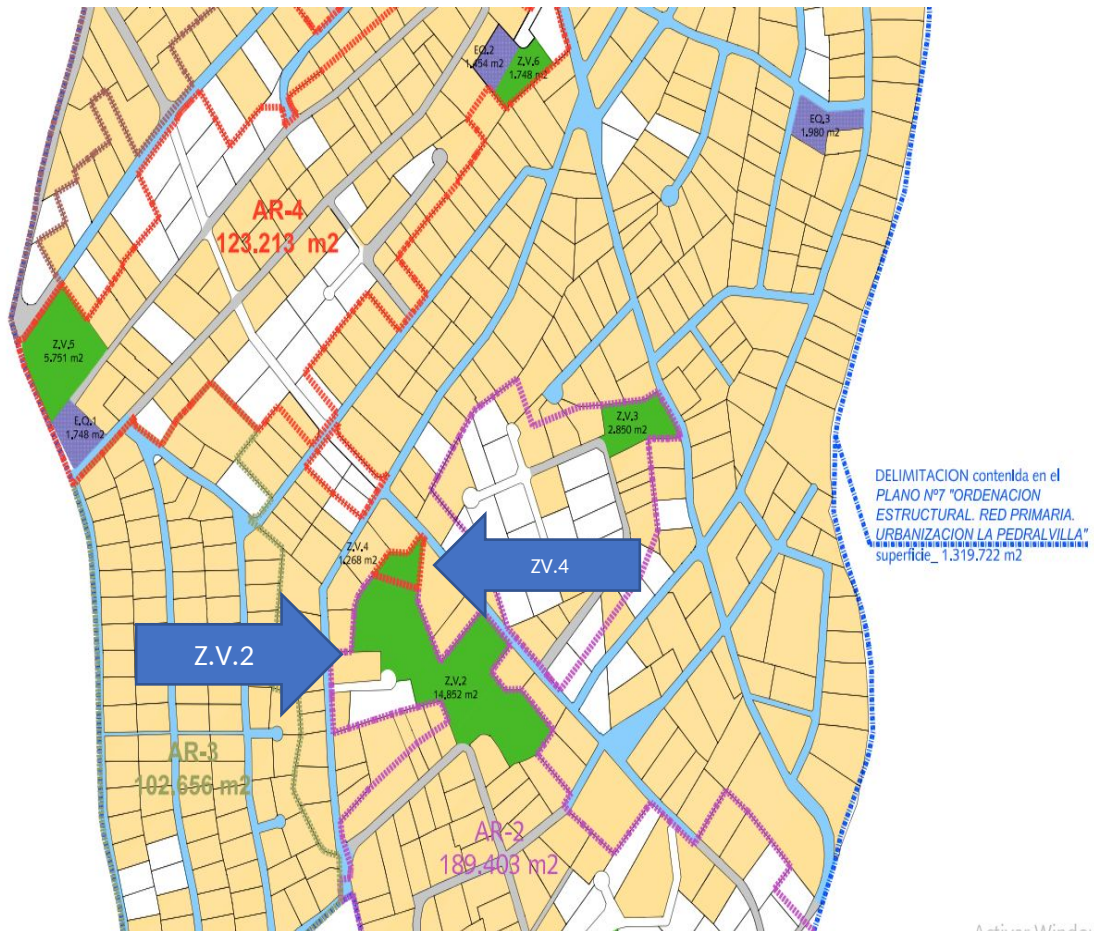 EQ.2
1.454 m2
Z.V.6
1.748 m2
EQ.3
1.980 m2
AR-4
123.213 m2
Z.V.5
5.751 m2
E.Q.1
1.748 m2
Z.V.3
2.850 m2
DELIMITACION contenida en el
PLANO Nº7 "ORDENACION
ESTRUCTURAL. RED PRIMARIA.
URBANIZACION LA PEDRALVILLA"
superficie_ 1.319.722 m2
Z.V.4
1.268 m2
ZV.4
Z.V.2
Z.V.2
14.852 m2
AR-3
102.656 m2
AR-2
189.403 m2